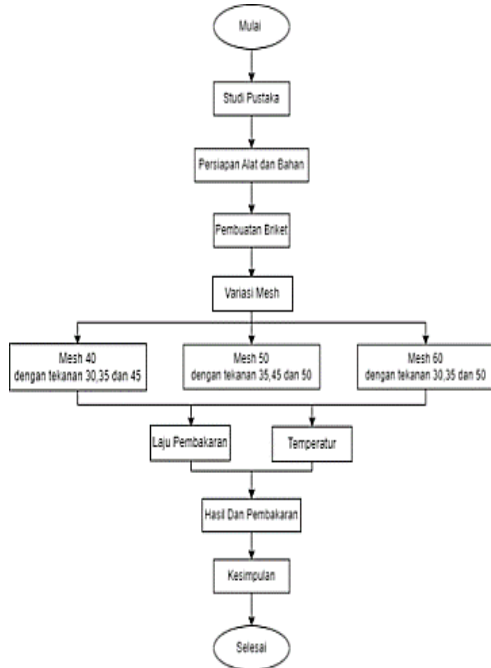 Mulai
Studi Pustaka
Persiapan Alat dan Bahan
Pembuatan Briket
Variasi Mesh
Mesh 40
dengan tekanan 30,35 dan 45
Mesh 50
dengan tekanan 35,45 dan 50
Mesh 60
dengan tekanan 30,35 dan 50
Laju Pembakaran
Temperatur
Hasil Dan Pembakaran
Kesimpulan
Selesai